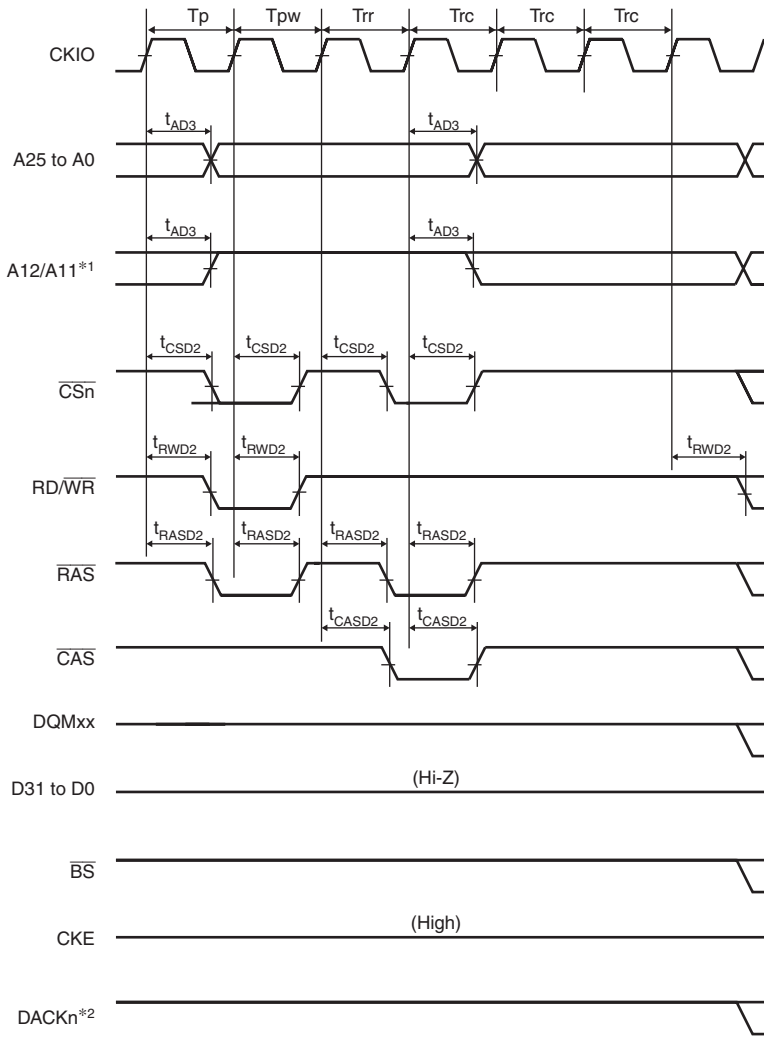 Tp Tpw Trr Trc Trc Trc
CKIO
tAD3 tAD3
A25 to A0
tAD3 tAD3
A12/A11*1
tCSD2 tCSD2 tCSD2 tCSD2
CSn
tRWD2 tRWD2 tRWD2
RD/WR
tRASD2 tRASD2 tRASD2 tRASD2
RAS
tCASD2 tCASD2
CAS
DQMxx
(Hi-Z)
D31 to D0
BS
(High)
CKE
DACKn*2